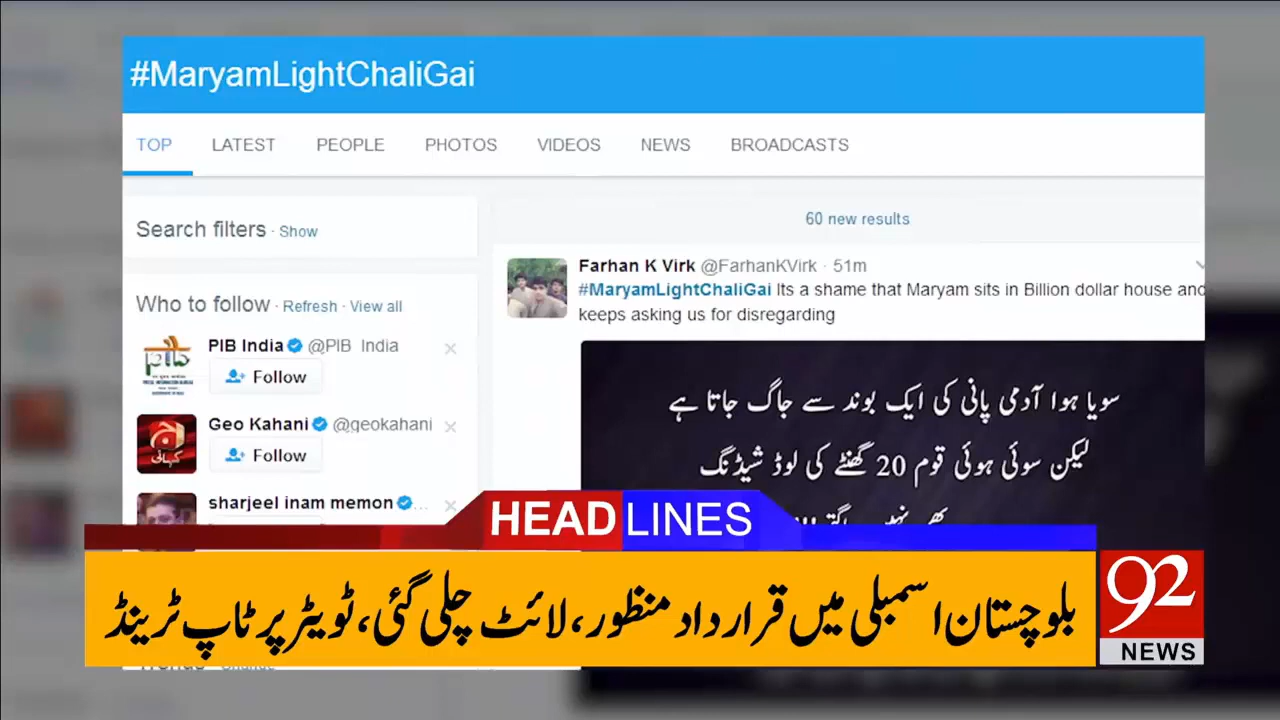 #MaryamLightChaliGai
TOP LATEST PEOPLE PHOTOS VIDEOS NEWS BROADCASTS
Search filters · Show
Who to follow · Refresh · View all
PIB India @PIB_India
Follow
Geo Kahani @geokahani
Follow
sharjeel inam memon ...
60 new results
Farhan K Virk @FarhanKVirk · 51m
#MaryamLightChaliGai Its a shame that Maryam sits in Billion dollar house and
keeps asking us for disregarding
سویا ہوا آدمی پانی کی ایک بوند سے جاگ جاتا ہے
لیکن سوئی ہوئی قوم 20 گھنٹے کی لوڈ شیڈنگ
HEADLINES
بلوچستان اسمبلی میں قرارداد منظور، لائٹ چلی گئی، ٹویٹر پر ٹاپ ٹرینڈ
92
NEWS